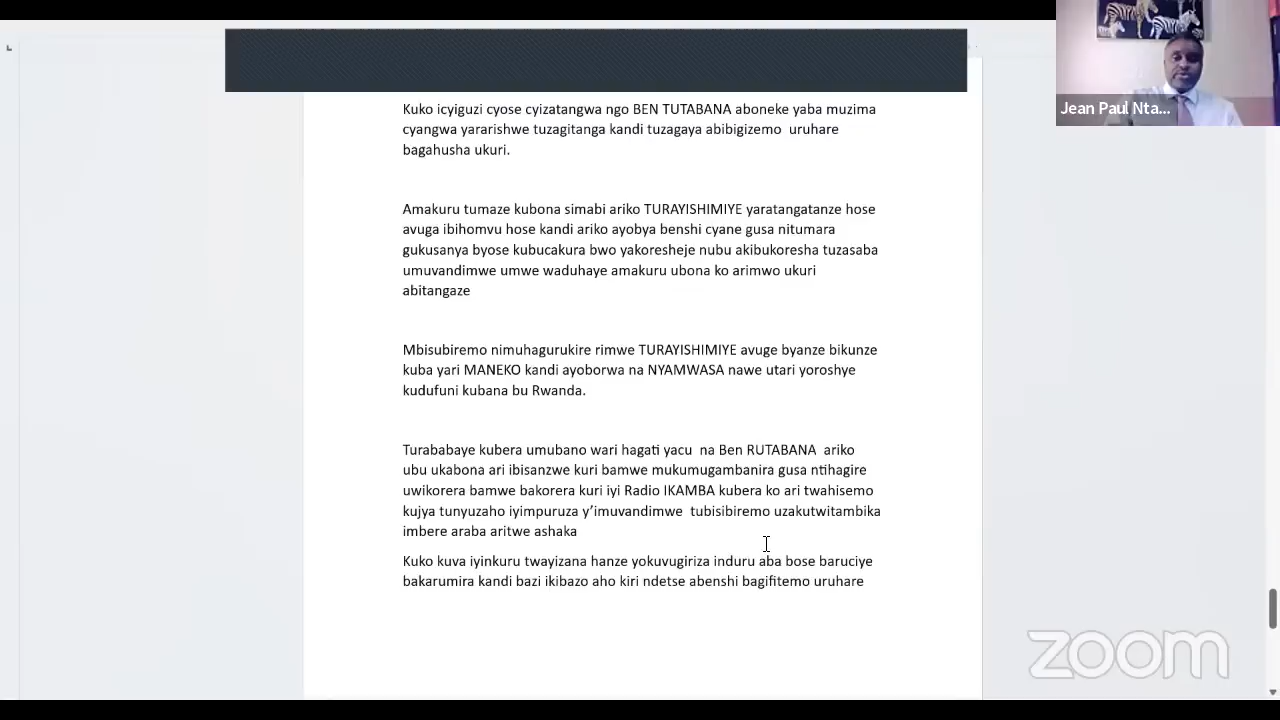 Kuko icyiguzi cyose cyizatangwa ngo BEN TUTABANA aboneke yaba muzima
cyangwa yararishwe tuzagitanga kandi tuzagaya abibigizemo uruhare
bagahusha ukuri.
Amakuru tumaze kubona simabi ariko TURAYISHIMIYE yaratangatanze hose
avuga ibihomvu hose kandi ariko ayobya benshi cyane gusa nitumara
gukusanya byose kubucakura bwo yakoresheje nubu akibukoresha tuzasaba
umuvandimwe umwe waduhaye amakuru ubona ko arimwo ukuri
abitangaze
Mbisubiremo nimuhagurukire rimwe TURAYISHIMIYE avuge byanze bikunze
kuba yari MANEKO kandi ayoborwa na NYAMWASA nawe utari yoroshye
kudufuni kubana bu Rwanda.
Turababaye kubera umubano wari hagati yacu na Ben RUTABANA ariko
ubu ukabona ari ibisanzwe kuri bamwe mukumugambanira gusa ntihagire
uwikorera bamwe bakorera kuri iyi Radio IKAMBA kubera ko ari twahisemo
kujya tunyuzaho iyimpuruza y'imuvandimwe tubisibiremo uzakutwitambika
imbere araba aritwe ashaka
Kuko kuva iyinkuru twayizana hanze yokuvugiriza induru aba bose baruciye
bakarumira kandi bazi ikibazo aho kiri ndetse abenshi bagifitemo uruhare
Jean Paul Nta...
zoom